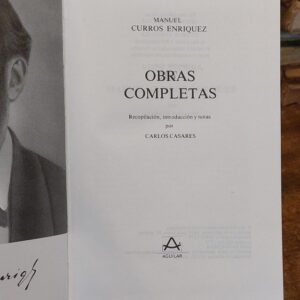 MANUEL
CURROS ENRIQUEZ
OBRAS
COMPLETAS
Recopilación, introducción y notas
por
CARLOS CASARES
AGUILAR